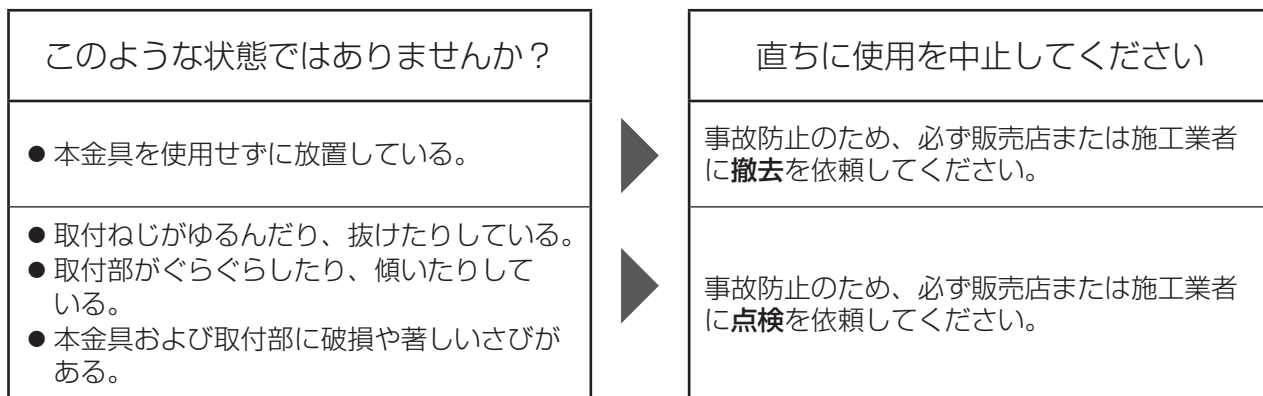 このような状態ではありませんか？
直ちに使用を中止してください
● 本金具を使用せずに放置している。
事故防止のため、必ず販売店または施工業者
に撤去を依頼してください。
● 取付ねじがゆるんだり、抜けたりしている。
● 取付部がぐらぐらしたり、傾いたりして
いる。
● 本金具および取付部に破損や著しいさびが
ある。
事故防止のため、必ず販売店または施工業者
に点検を依頼してください。